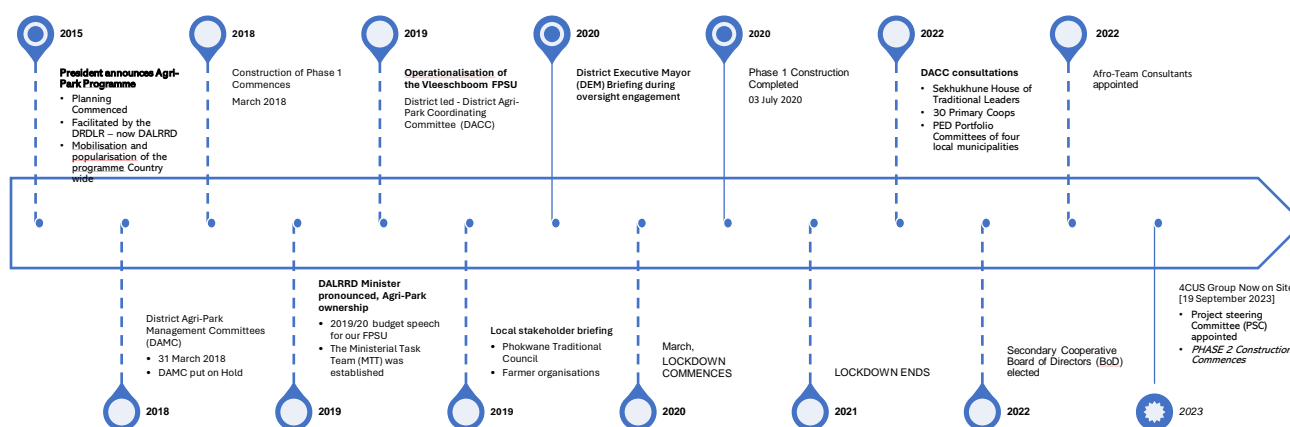 2015
President announces Agri-
Park Programme
• Planning
Commenced
• Facilitated by the
DRDLR – now DALRRD
• Mobilisation and
popularisation of the
programme Country
wide
2018
Construction of Phase 1
Commences
March 2018
2019
Operationalisation of
the Vleeschboom FPSU
District led - District Agri-
Park Coordinating
Committee (DACC)
2020
District Executive Mayor
(DEM) Briefing during
oversight engagement
2020
Phase 1 Construction
Completed
03 July 2020
2022
DACC consultations
• Sekhukhune House of
Traditional Leaders
• 30 Primary Coops
• PED Portfolio
Committees of four
local municipalities
2022
Afro-Team Consultants
appointed
District Agri-Park
Management Committees
(DAMC)
• 31 March 2018
• DAMC put on Hold
2018
DALRRD Minister
pronounced, Agri-Park
ownership
• 2019/20 budget speech
for our FPSU
• The Ministerial Task
Team (MTT) was
established
2019
Local stakeholder briefing
• Phokwane Traditional
Council
• Farmer organisations
2019
March,
LOCKDOWN
COMMENCES
2020
LOCKDOWN ENDS
2021
Secondary Cooperative
Board of Directors (BoD)
elected
2022
4CUS Group Now on Site
[19 September 2023]
• Project steering
Committee (PSC)
appointed
• PHASE 2 Construction
Commences
2023